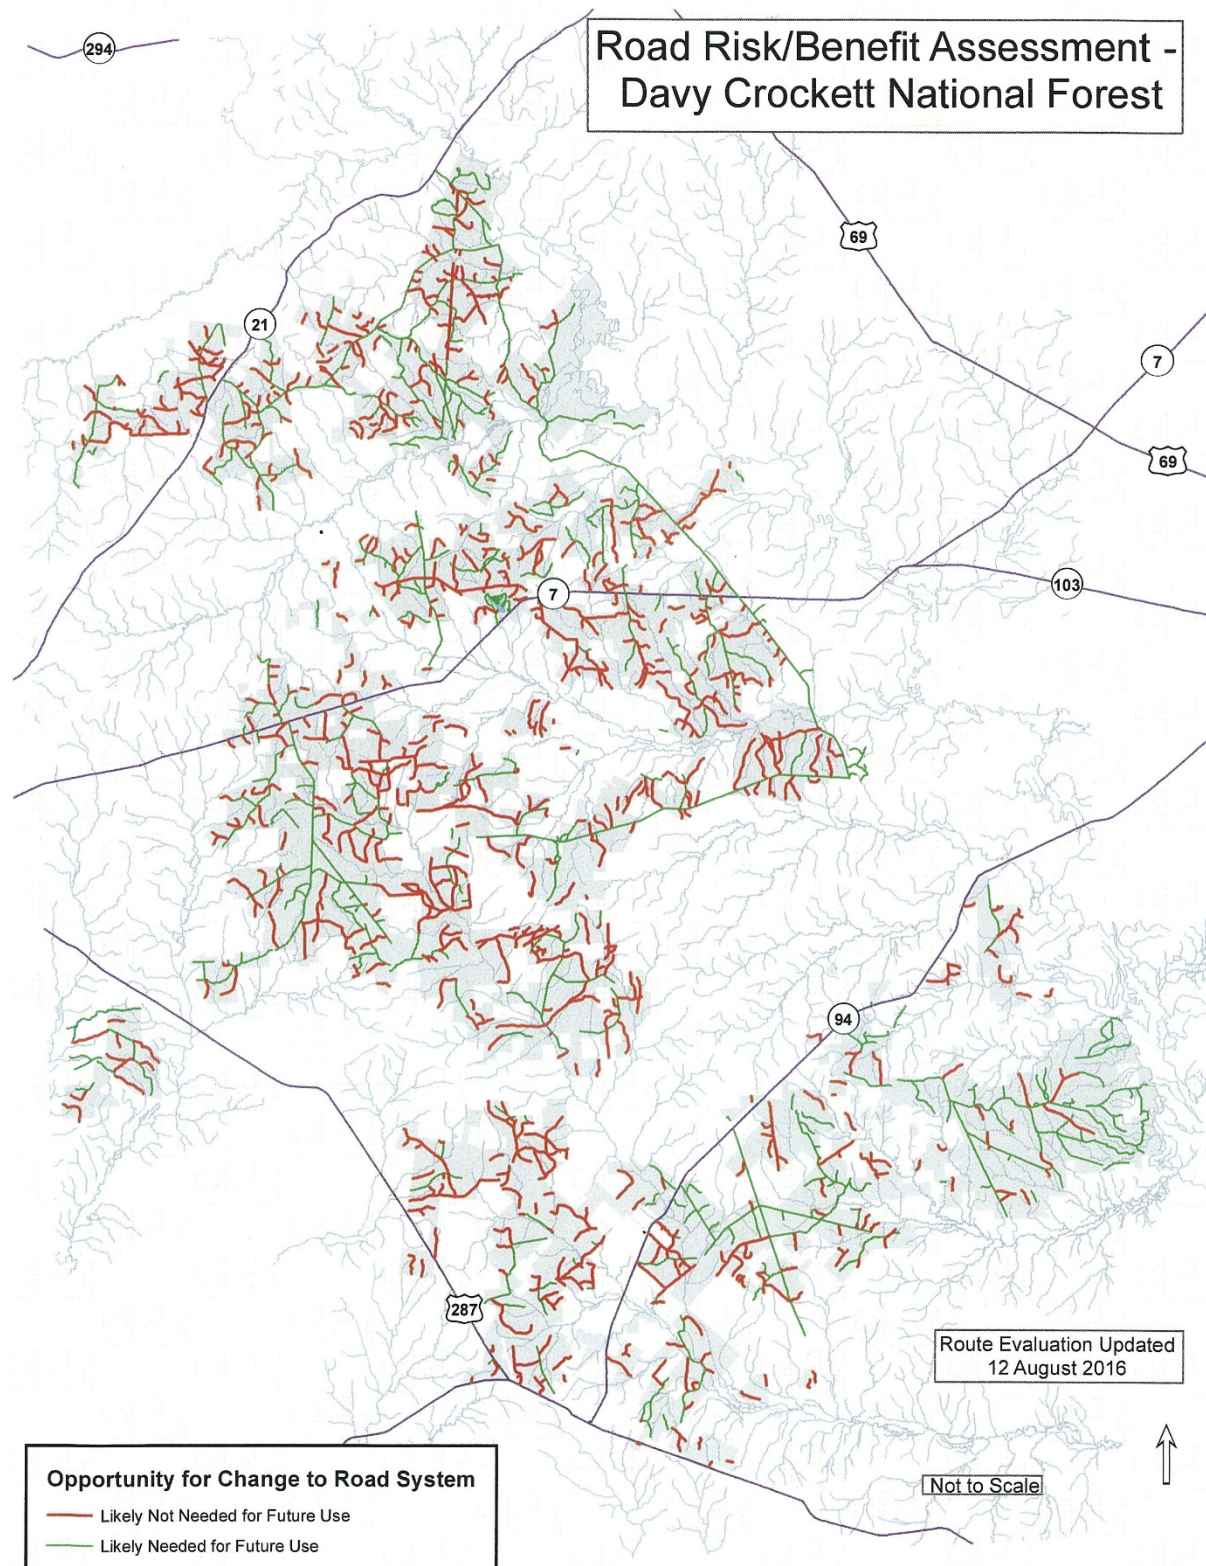 Road Risk/Benefit Assessment -
Davy Crockett National Forest
294
69
21
7
69
7
103
94
287
Route Evaluation Updated
12 August 2016
Not to Scale
Opportunity for Change to Road System
Likely Not Needed for Future Use
Likely Needed for Future Use